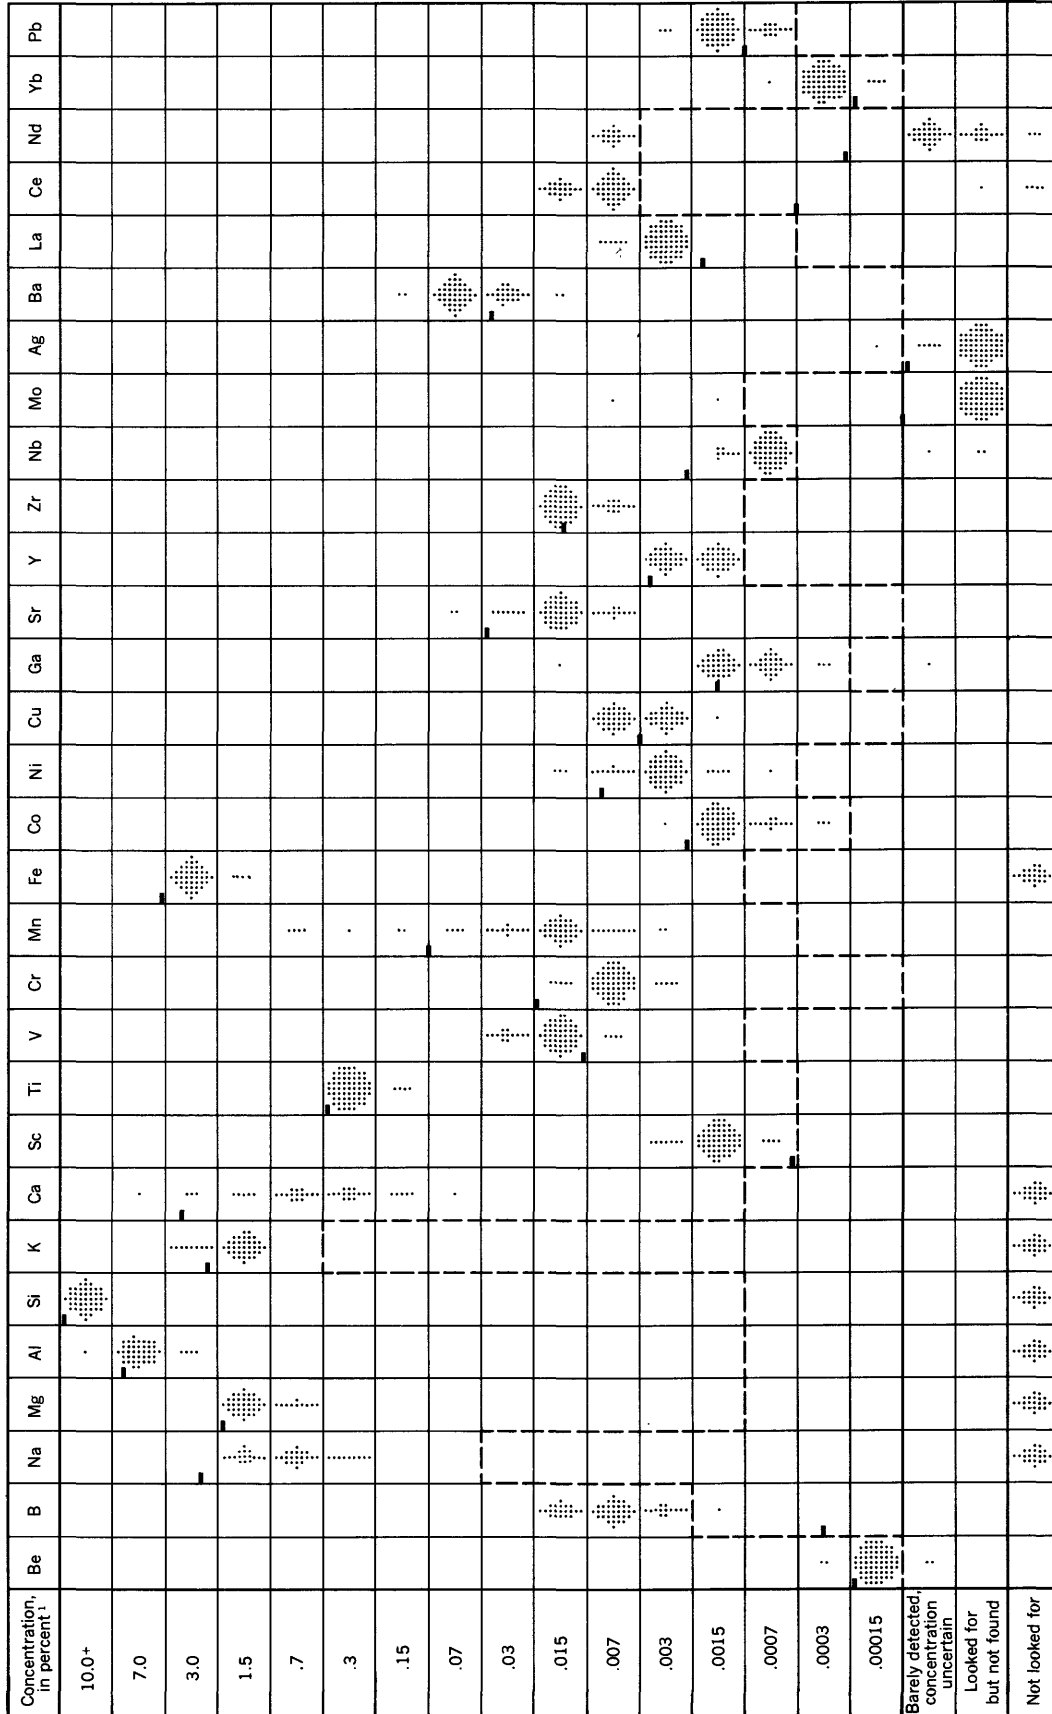 Concentration,
in percent ¹
Be
B
Na
Mg
Al
Si
K
Ca
Sc
Ti
V
Cr
Mn
Fe
Co
Ni
Cu
Ga
Sr
Y
Zr
Nb
Mo
Ag
Ba
La
Ce
Nd
Yb
Pb
10.0+
7.0
3.0
1.5
.7
.3
.15
.07
.03
.015
.007
.003
.0015
.0007
.0003
.00015
Barely detected,
concentration
uncertain
Looked for
but not found
Not looked for